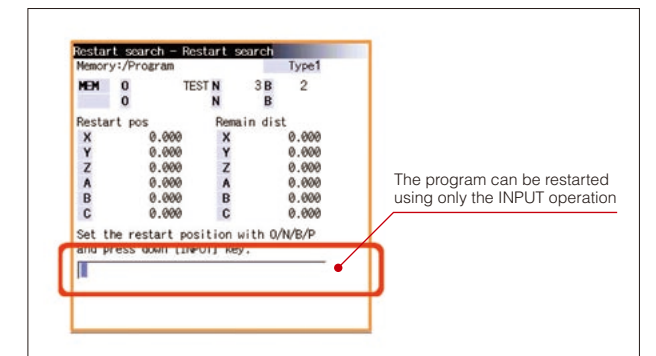 Restart search - Restart search
Memory:/Program Type1
MEM O TEST N 3 B 2
O N B
Restart pos Remain dist
X 0.000 X 0.000
Y 0.000 Y 0.000
Z 0.000 Z 0.000
A 0.000 A 0.000
B 0.000 B 0.000
C 0.000 C 0.000
Set the restart position with O/N/B/P
and press down [INPUT] key.
The program can be restarted
using only the INPUT operation